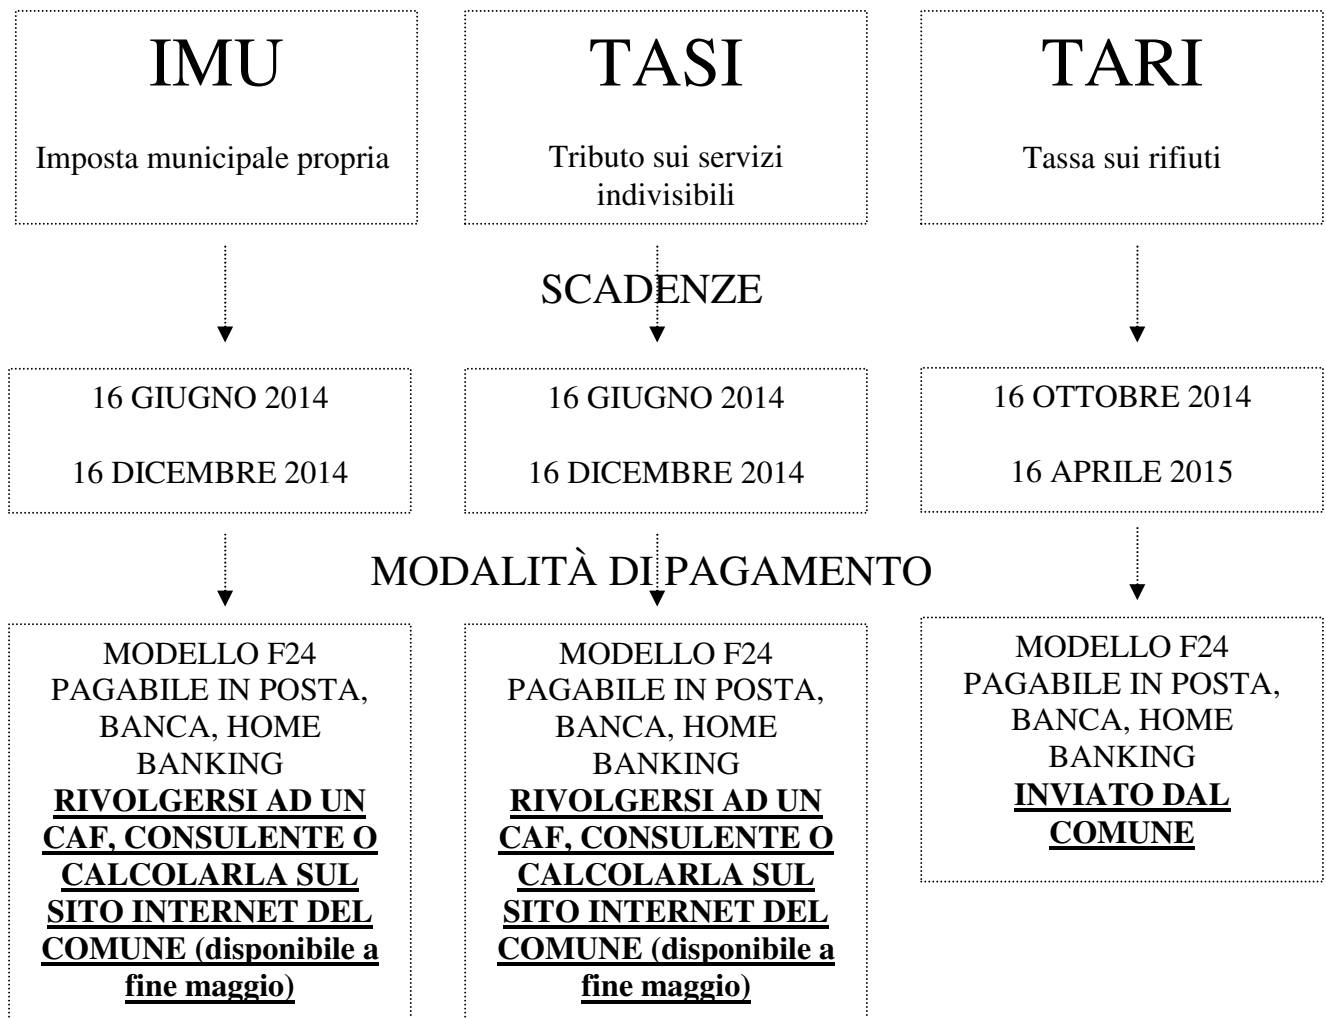 IMU
Imposta municipale propria
TASI
Tributo sui servizi
indivisibili
TARI
Tassa sui rifiuti
SCADENZE
16 GIUGNO 2014
16 DICEMBRE 2014
16 GIUGNO 2014
16 DICEMBRE 2014
16 OTTOBRE 2014
16 APRILE 2015
MODALITÀ DI PAGAMENTO
MODELLO F24
PAGABILE IN POSTA,
BANCA, HOME
BANKING
RIVOLGERSI AD UN
CAF, CONSULENTE O
CALCOLARLA SUL
SITO INTERNET DEL
COMUNE (disponibile a
fine maggio)
MODELLO F24
PAGABILE IN POSTA,
BANCA, HOME
BANKING
RIVOLGERSI AD UN
CAF, CONSULENTE O
CALCOLARLA SUL
SITO INTERNET DEL
COMUNE (disponibile a
fine maggio)
MODELLO F24
PAGABILE IN POSTA,
BANCA, HOME
BANKING
INVIATO DAL
COMUNE